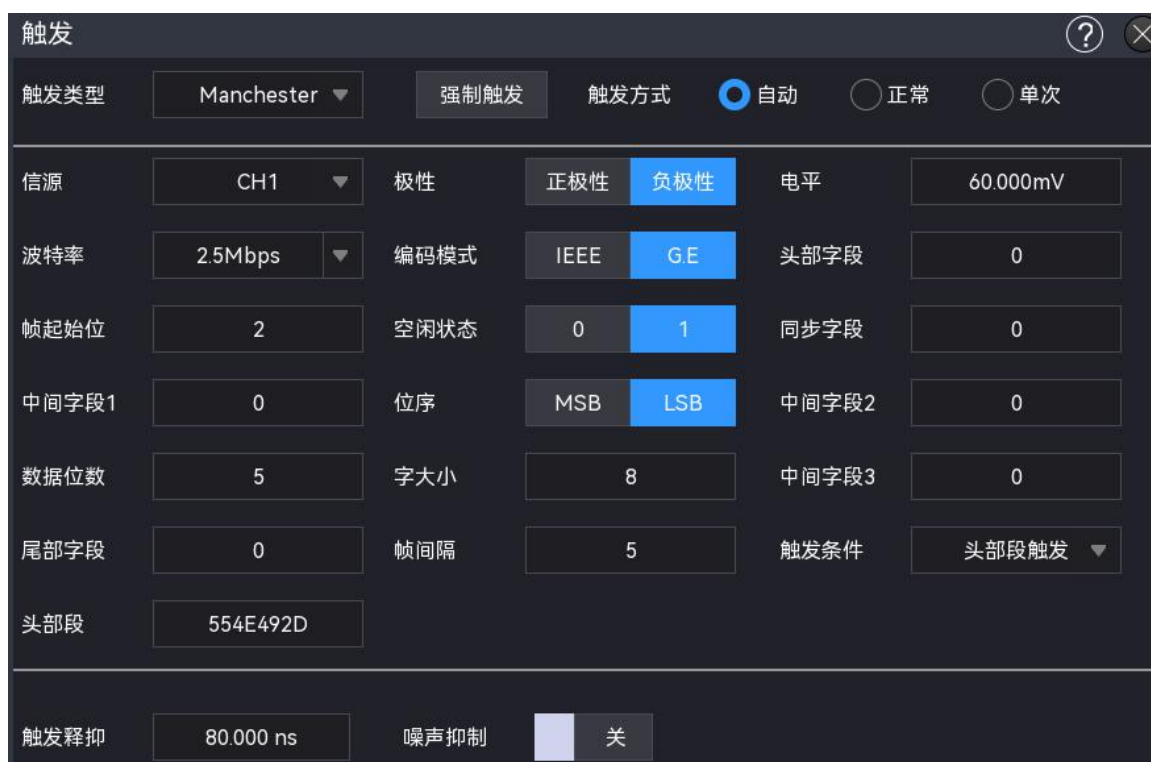 触发 ?
触发类型 Manchester 强制触发 触发方式 自动 正常 单次
信源 CH1 极性 正极性 负极性 电平 60.000mV
波特率 2.5Mbps 编码模式 IEEE G.E 头部字段 0
帧起始位 2 空闲状态 0 1 同步字段 0
中间字段1 0 位序 MSB LSB 中间字段2 0
数据位数 5 字大小 8 中间字段3 0
尾部字段 0 帧间隔 5 触发条件 头部段触发
头部段 554E492D
触发释抑 80.000 ns 噪声抑制 关